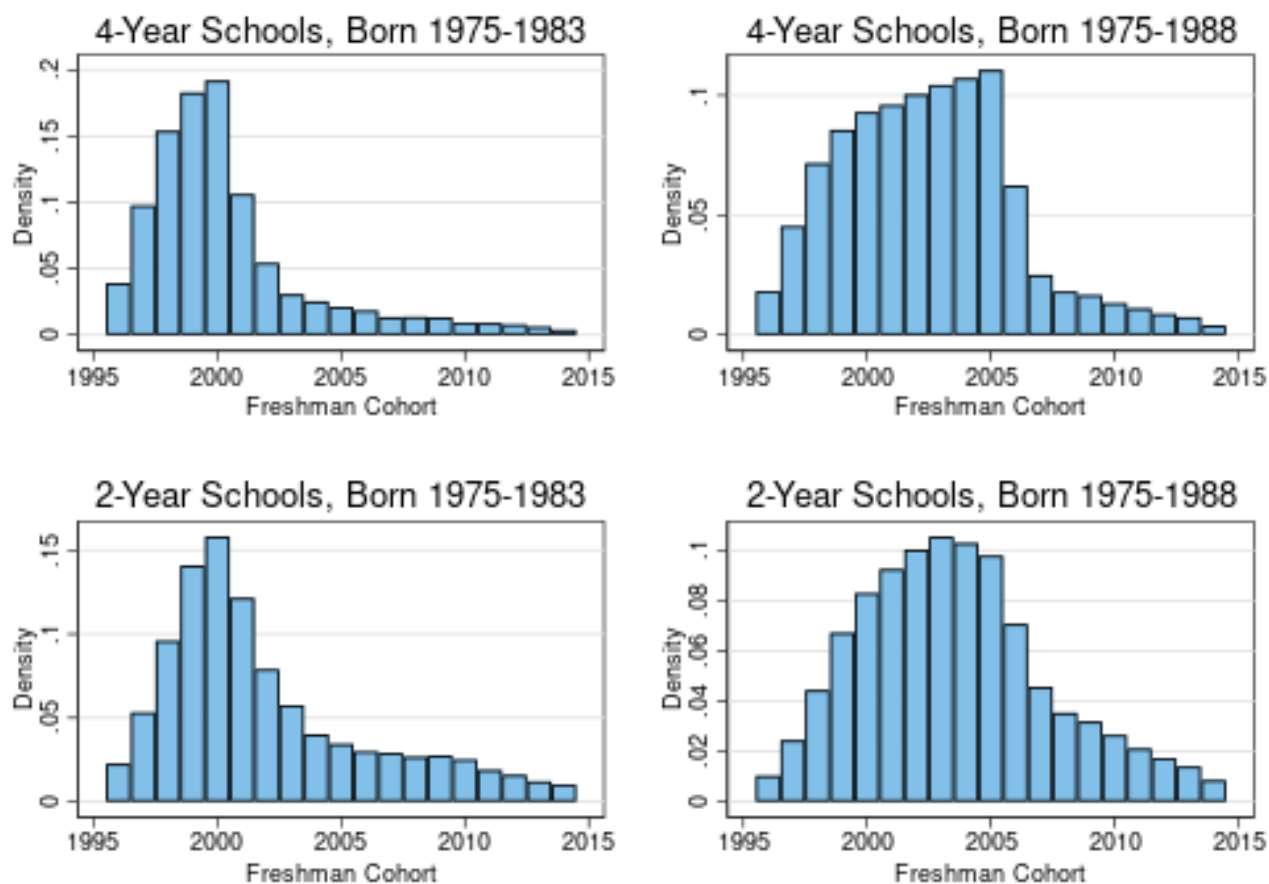 4-Year Schools, Born 1975-1983
.2
.15
.1
.05
0
Density
1995 2000 2005 2010 2015
Freshman Cohort
4-Year Schools, Born 1975-1988
.1
.05
0
Density
1995 2000 2005 2010 2015
Freshman Cohort
2-Year Schools, Born 1975-1983
.15
.1
.05
0
Density
1995 2000 2005 2010 2015
Freshman Cohort
2-Year Schools, Born 1975-1988
.1
.08
.06
.04
.02
0
Density
1995 2000 2005 2010 2015
Freshman Cohort